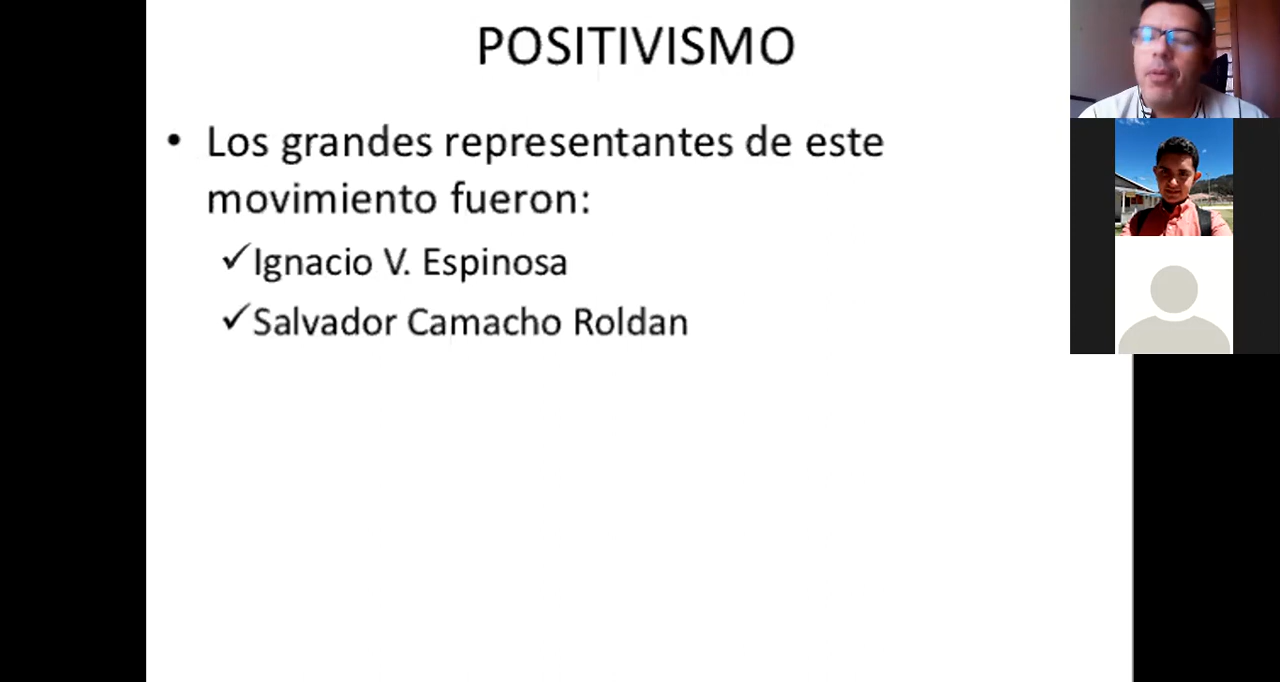 POSITIVISMO
• Los grandes representantes de este
movimiento fueron:
✓Ignacio V. Espinosa
✓Salvador Camacho Roldan